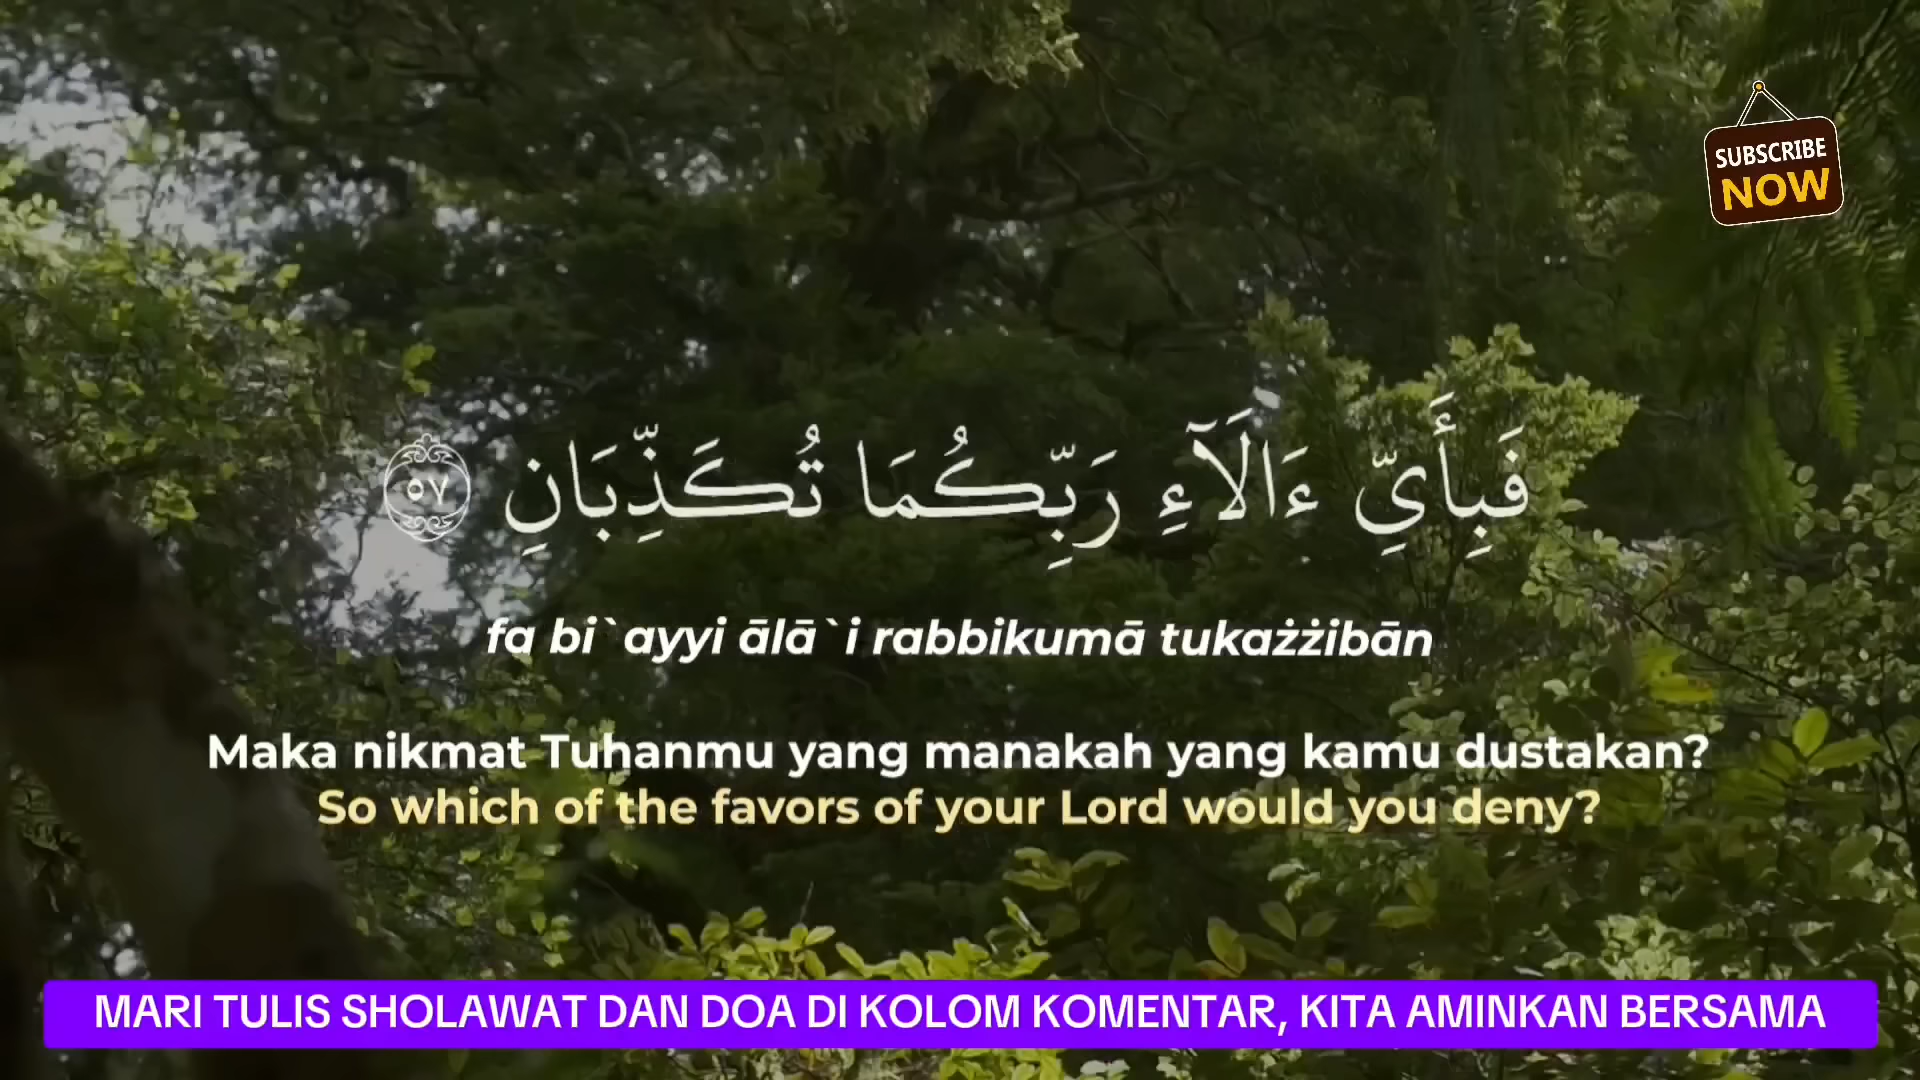 SUBSCRIBE
NOW
فَبِأَيِّ ءَالَآءِ رَبِّكُمَا تُكَذِّبَانِ ٥٧
fa bi`ayyi ālā`i rabbikumā tukażżibān
Maka nikmat Tuhanmu yang manakah yang kamu dustakan?
So which of the favors of your Lord would you deny?
MARI TULIS SHOLAWAT DAN DOA DI KOLOM KOMENTAR, KITA AMINKAN BERSAMA